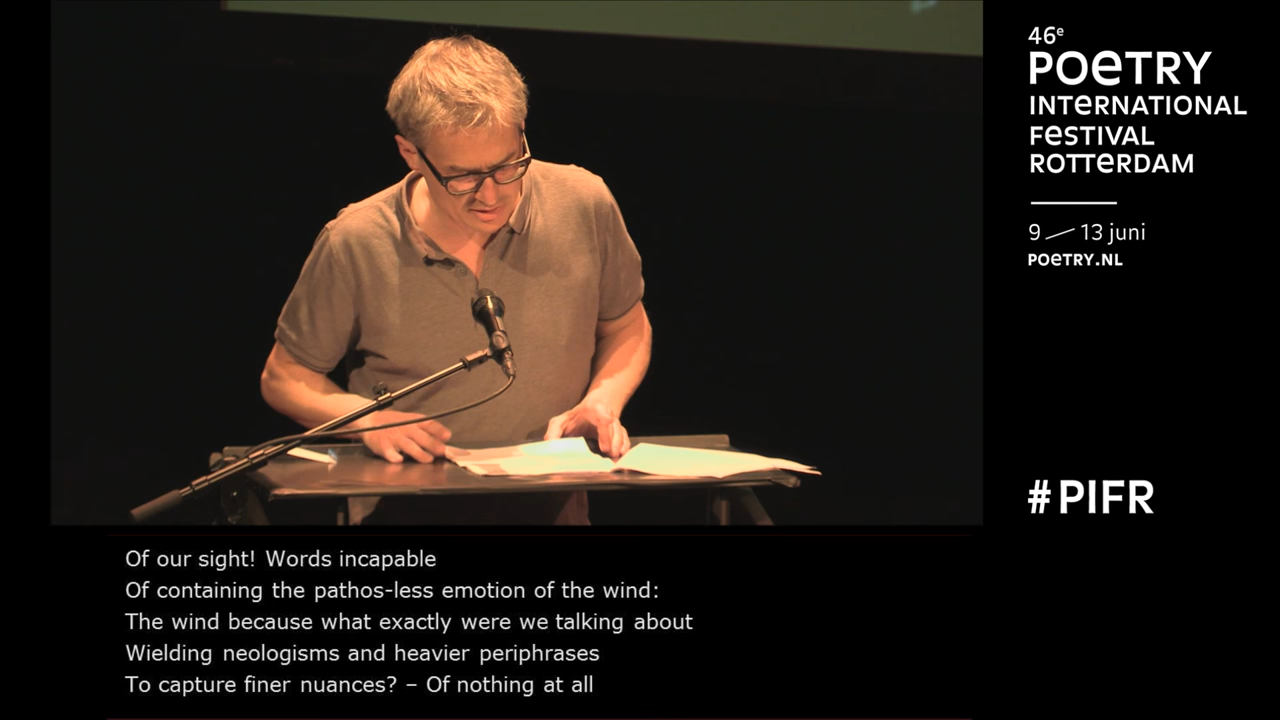 46e
POeTRY
INTeRNATIONAL
FeSTIVAL
ROTTeRDAM
9 — 13 juni
POeTRY.NL
#PIFR
Of our sight! Words incapable
Of containing the pathos-less emotion of the wind:
The wind because what exactly were we talking about
Wielding neologisms and heavier periphrases
To capture finer nuances? – Of nothing at all